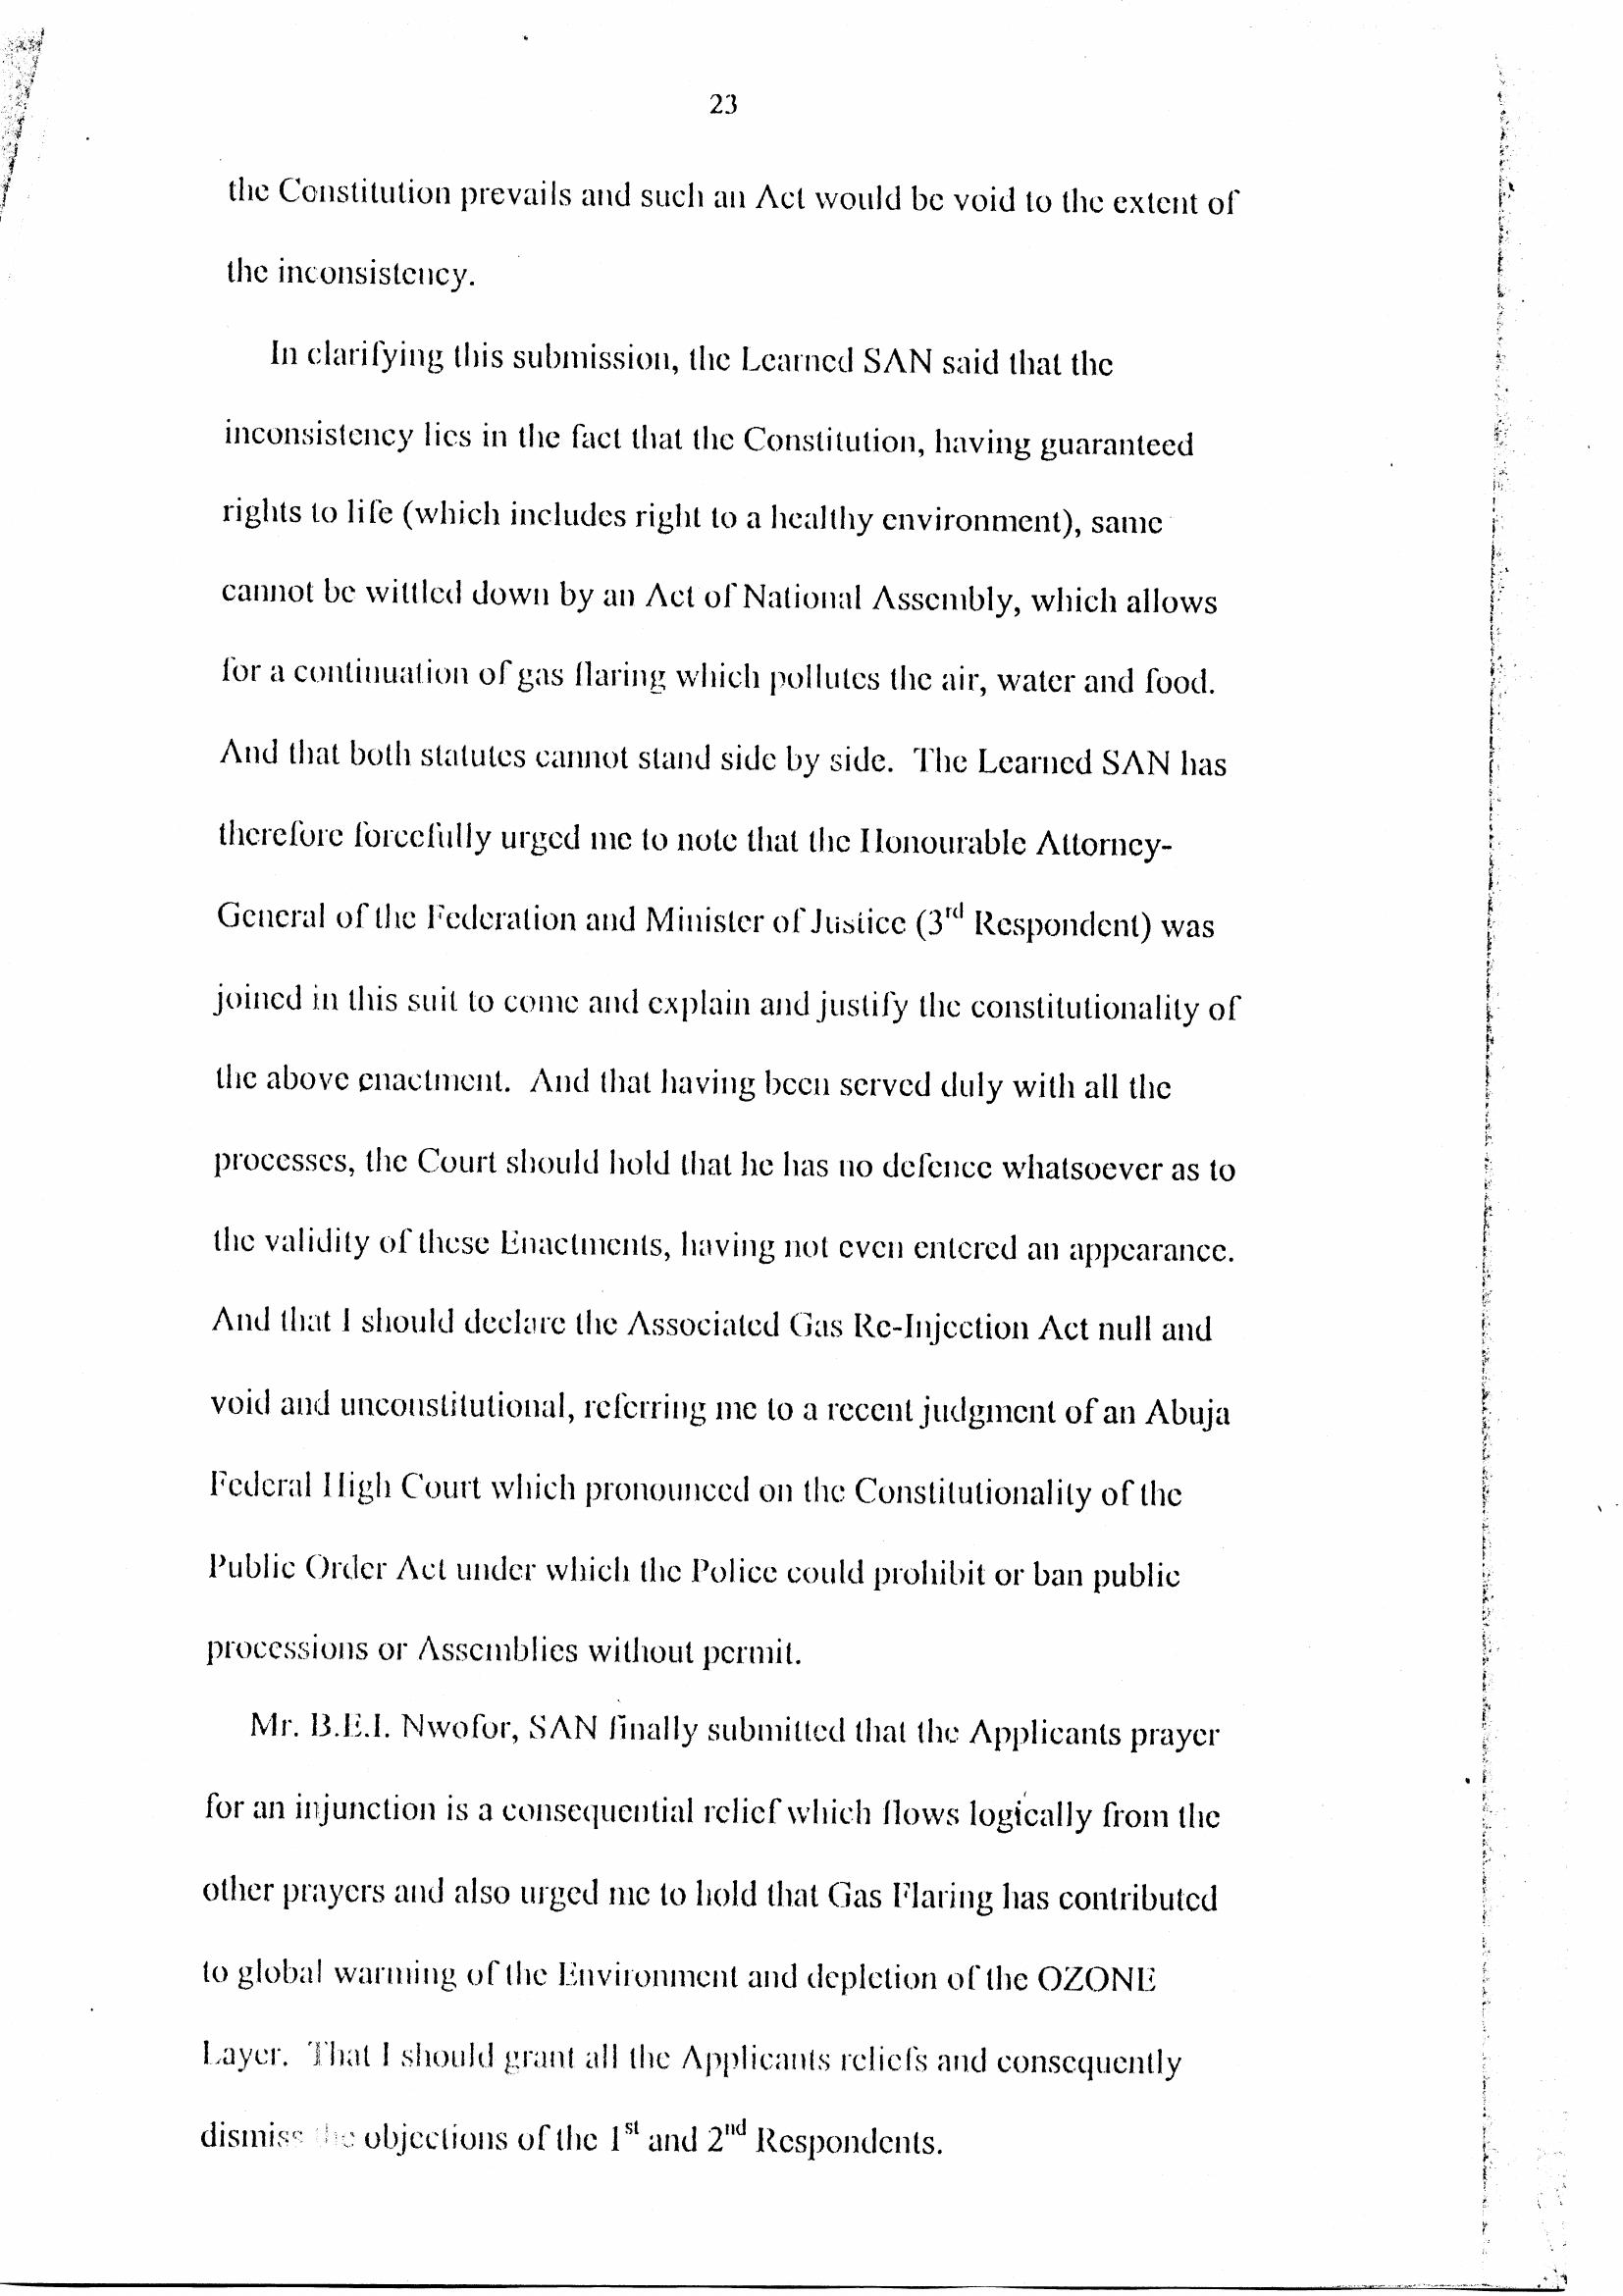 23
the Constitution prevails and such an Act would be void to the extent of
the inconsistency.
In clarifying this submission, the Learned SAN said that the
inconsistency lies in the fact that the Constitution, having guaranteed
rights to life (which includes right to a healthy environment), same
cannot be wittled down by an Act of National Assembly, which allows
for a continuation of gas flaring which pollutes the air, water and food.
And that both statutes cannot stand side by side. The Learned SAN has
therefore forcefully urged me to note that the Honourable Attorney-
General of the Federation and Minister of Justice (3rd Respondent) was
joined in this suit to come and explain and justify the constitutionality of
the above enactment. And that having been served duly with all the
processes, the Court should hold that he has no defence whatsoever as to
the validity of these Enactments, having not even entered an appearance.
And that I should declare the Associated Gas Re-Injection Act null and
void and unconstitutional, referring me to a recent judgment of an Abuja
Federal High Court which pronounced on the Constitutionality of the
Public Order Act under which the Police could prohibit or ban public
processions or Assemblies without permit.
Mr. B.E.I. Nwofor, SAN finally submitted that the Applicants prayer
for an injunction is a consequential relief which flows logically from the
other prayers and also urged me to hold that Gas Flaring has contributed
to global warming of the Environment and depletion of the OZONE
Layer. That I should grant all the Applicants reliefs and consequently
dismiss the objections of the 1st and 2nd Respondents.